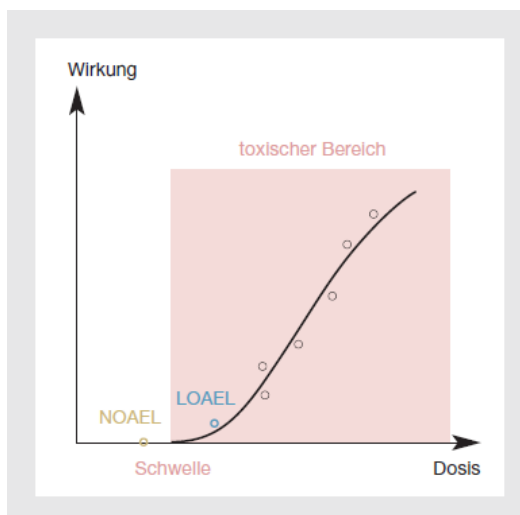 Wirkung
toxischer Bereich
LOAEL
NOAEL
Schwelle
Dosis